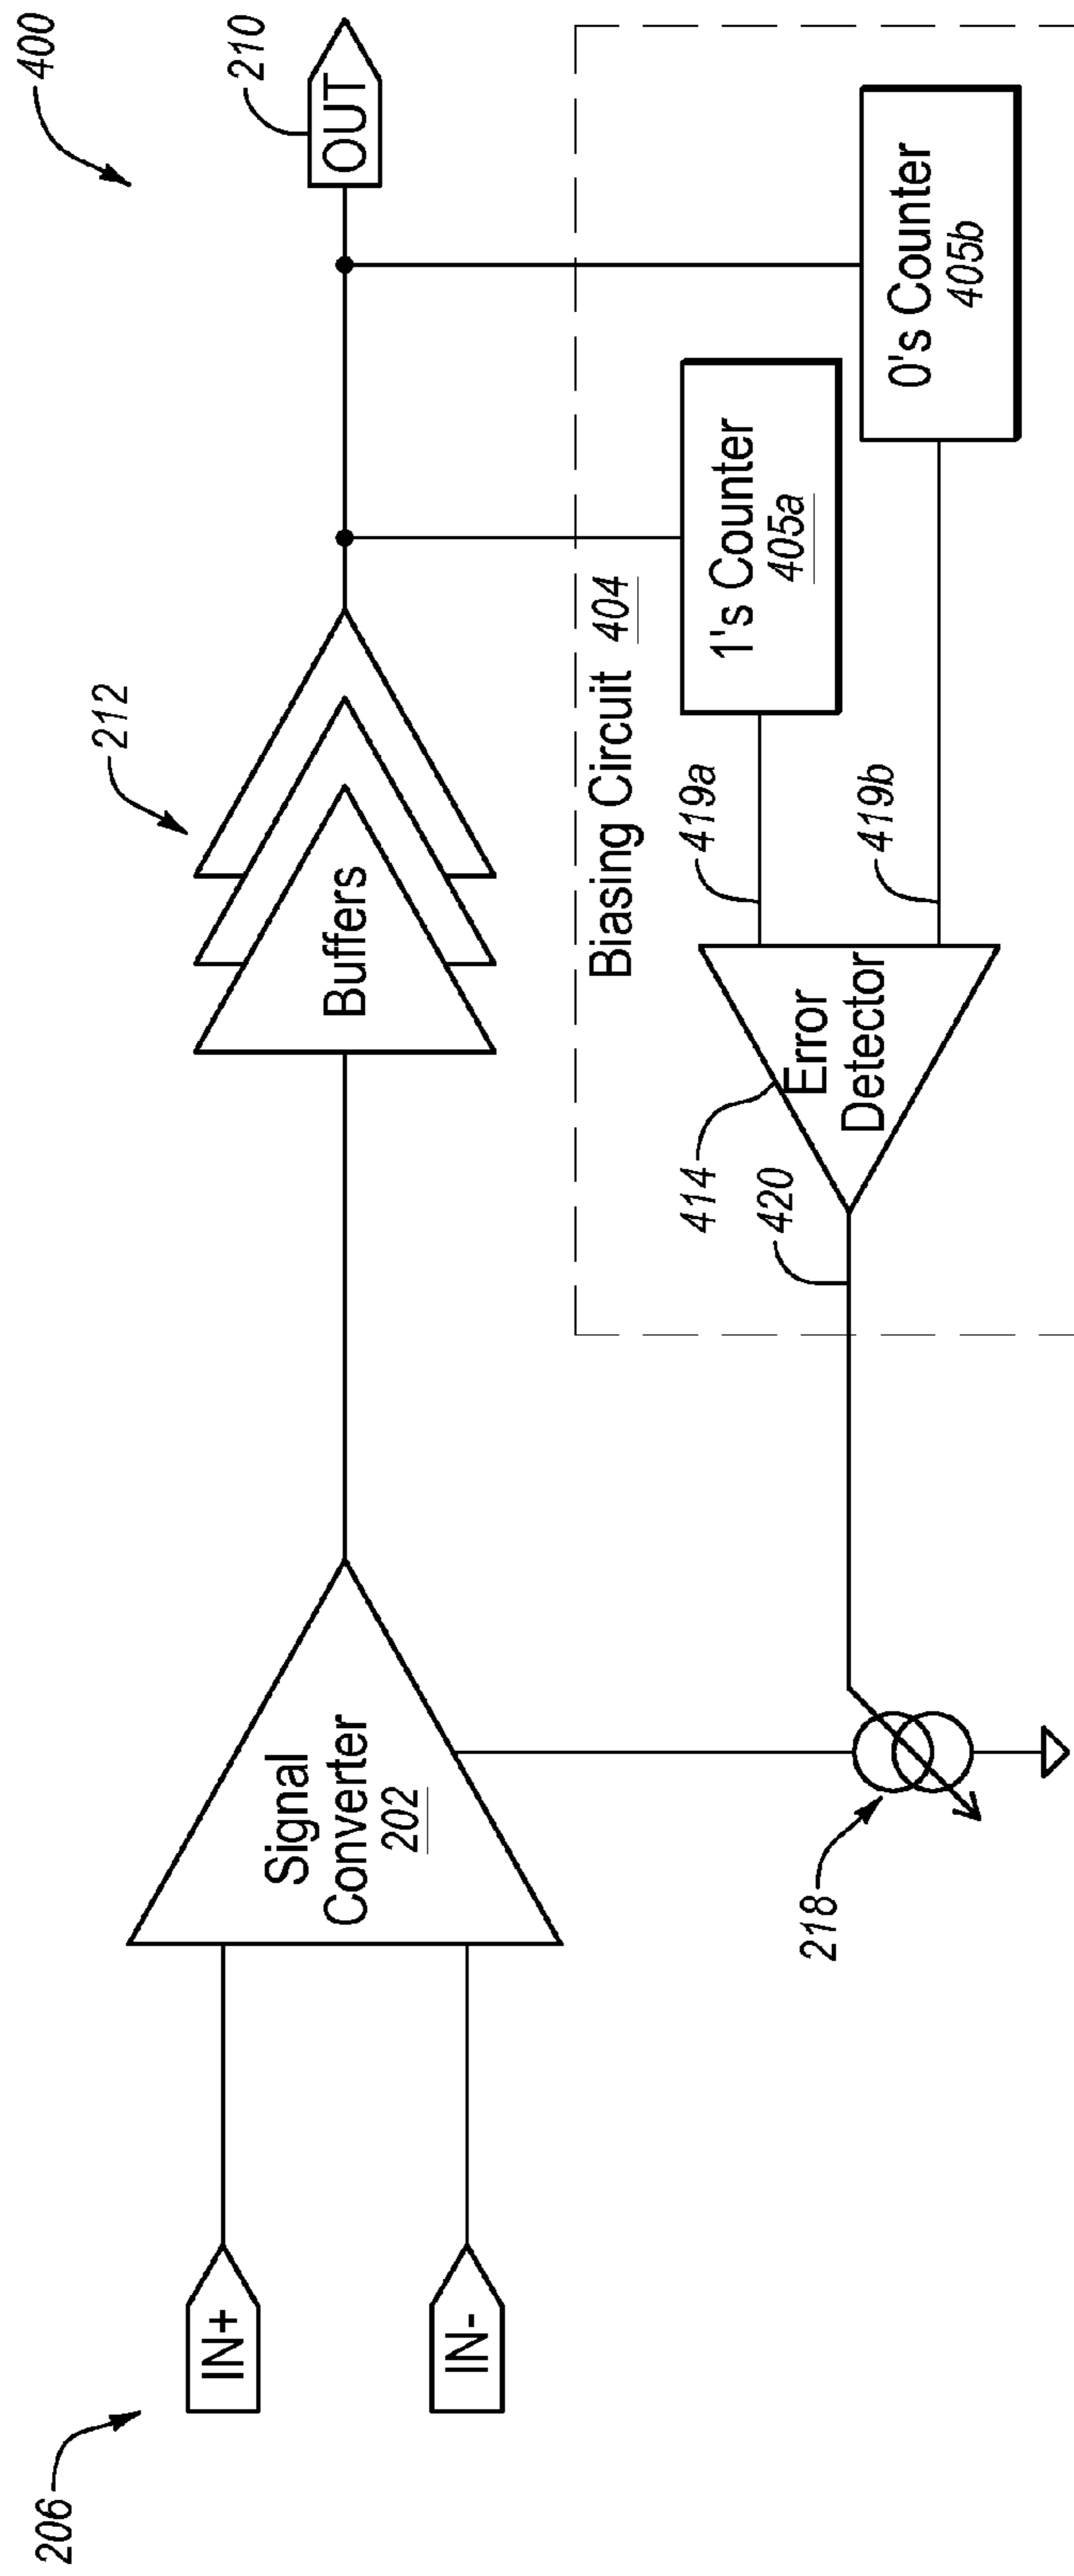 400
206
IN+
IN-
Signal
Converter
202
212
Buffers
210
OUT
218
Biasing Circuit 404
1's Counter
405a
0's Counter
405b
419a
419b
414
Error
Detector
420